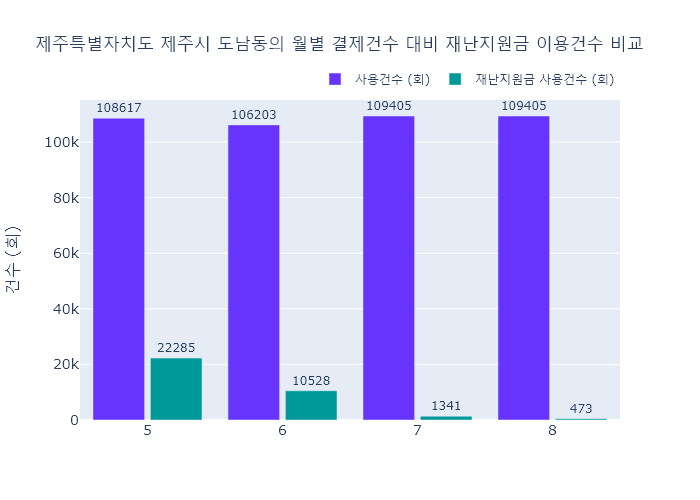 제주특별자치도 제주시 도남동의 월별 결제건수 대비 재난지원금 이용건수 비교
사용건수 (회) 재난지원금 사용건수 (회)
108617 106203 109405 109405
100k
80k
60k
40k
20k
0
건수 (회)
22285 10528 1341 473
5 6 7 8